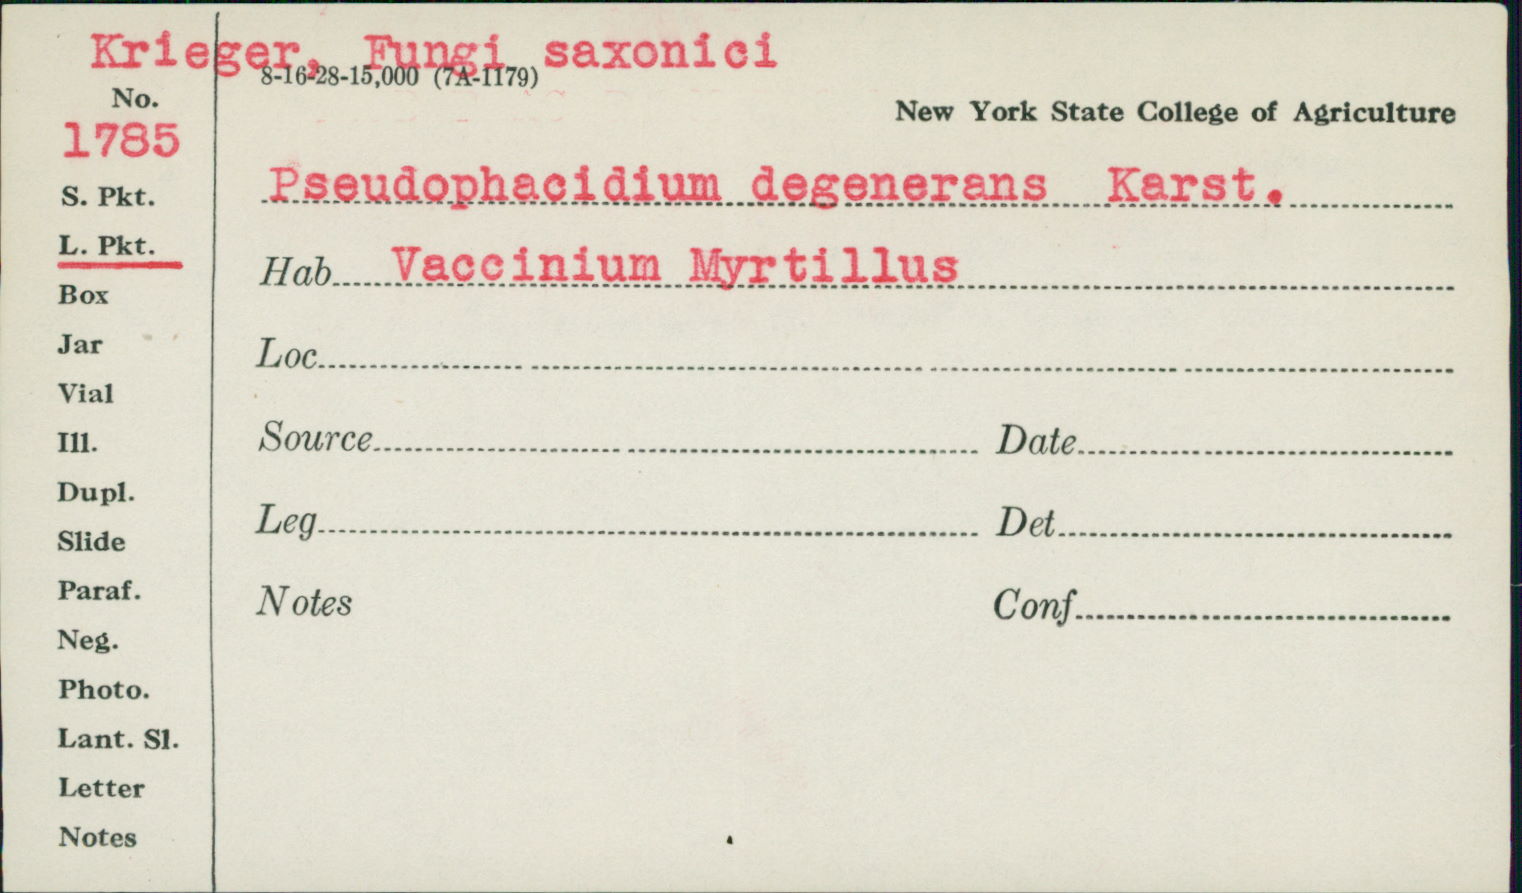 Krieger, Fungi saxonici
8-16-28-15,000 (7A-1179)
No.
New York State College of Agriculture
1785
Pseudophacidium degenerans Karst.
S. Pkt.
L. Pkt.
Hab Vaccinium Myrtillus
Box
Jar
Loc
Vial
Ill.
Source Date
Dupl.
Leg Det
Slide
Paraf.
Notes Conf
Neg.
Photo.
Lant. Sl.
Letter
Notes